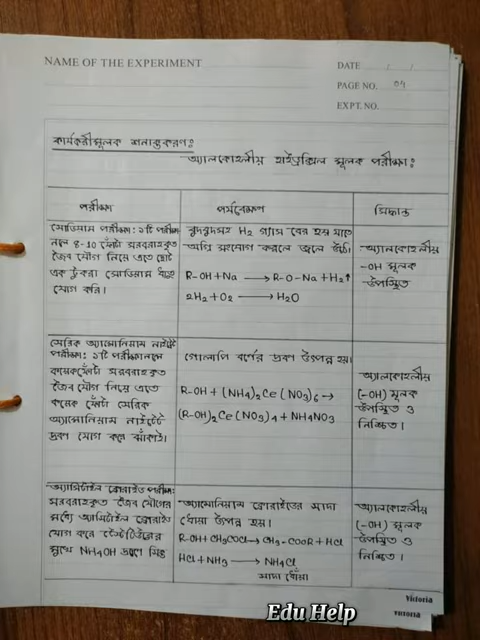 NAME OF THE EXPERIMENT
DATE / /
PAGE NO. 04
EXPT. NO.
কার্যকরীমূলক শনাক্তকরণঃ
অ্যালকোহলীয় হাইড্রক্সিল মূলক পরীক্ষাঃ
পরীক্ষা
পর্যবেক্ষণ
সিদ্ধান্ত
সোডিয়াম পরীক্ষা: ১টি পরীক্ষা
নলে ৪-১০ ফোঁটা সরবরাহকৃত
জৈব যৌগ নিয়ে এতে ছোট
এক টুকরা সোডিয়াম ধাতু
যোগ করি।
বুদবুদসহ H2 গ্যাস বের হয় যাতে
অগ্নি সংযোগ করলে জ্বলে উঠে।
R-OH+Na ⟶ R-O-Na+H2↑
2H2+O2 ⟶ H2O
অ্যালকোহলীয়
-OH মূলক
উপস্থিত
সেরিক অ্যামোনিয়াম নাইট্রেট
পরীক্ষা: ১টি পরীক্ষানলে
কয়েকফোঁটা সরবরাহকৃত
জৈব যৌগ নিয়ে এতে
কয়েক ফোঁটা সেরিক
অ্যামোনিয়াম নাইট্রেট
দ্রবণ যোগ করে ঝাঁকাই।
গোলাপি বর্ণের দ্রবণ উৎপন্ন হয়।
R-OH + (NH4)2Ce(NO3)6→
(R-OH)2Ce(NO3)4 + NH4NO3
অ্যালকোহলীয়
(-OH) মূলক
উপস্থিত ও
নিশ্চিত।
অ্যাসিটাইল ক্লোরাইড পরীক্ষা:
সরবরাহকৃত জৈব যৌগের
মধ্যে অ্যাসিটাইল ক্লোরাইড
যোগ করে টেস্টটিউবের
মুখে NH4OH দ্রবণে সিক্ত
অ্যামোনিয়াম ক্লোরাইডের সাদা
ধোঁয়া উৎপন্ন হয়।
R-OH+CH3COCl→CH3-COOR+HCl
HCl+NH3 ⟶ NH4Cl
সাদা ধোঁয়া
অ্যালকোহলীয়
(-OH) মূলক
উপস্থিত ও
নিশ্চিত।
Victoria
Victoria
Edu Help